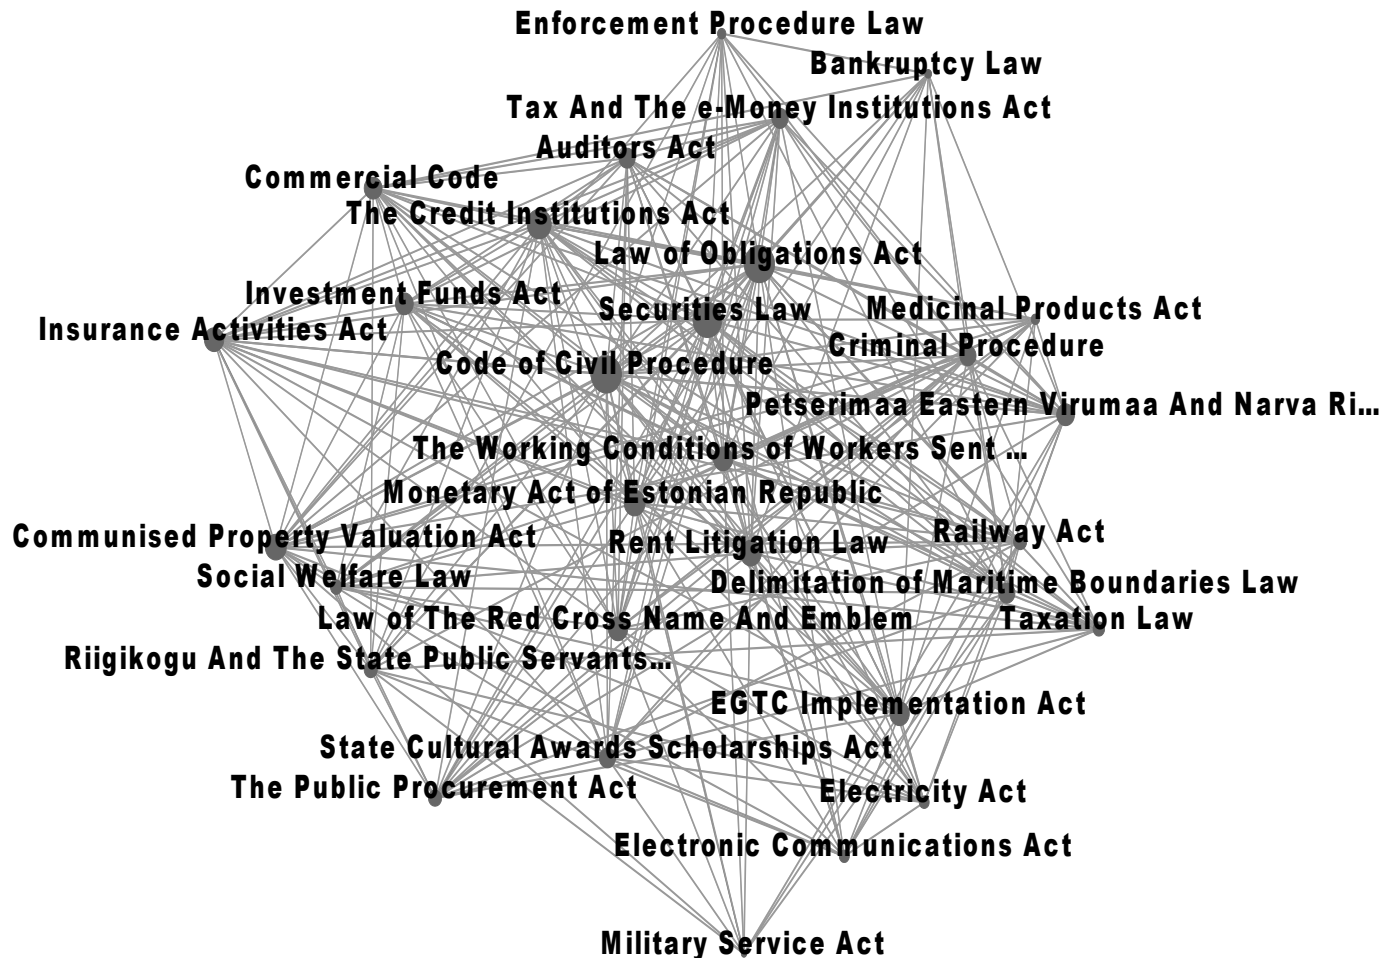 Enforcement Procedure Law
Bankruptcy Law
Tax And The e-Money Institutions Act
Auditors Act
Commercial Code
The Credit Institutions Act
Law of Obligations Act
Investment Funds Act
Securities Law
Medicinal Products Act
Insurance Activities Act
Criminal Procedure
Code of Civil Procedure
Petserimaa Eastern Virumaa And Narva Ri...
The Working Conditions of Workers Sent ...
Monetary Act of Estonian Republic
Communised Property Valuation Act
Rent Litigation Law
Railway Act
Social Welfare Law
Delimitation of Maritime Boundaries Law
Law of The Red Cross Name And Emblem
Taxation Law
Riigikogu And The State Public Servants...
EGTC Implementation Act
State Cultural Awards Scholarships Act
The Public Procurement Act
Electricity Act
Electronic Communications Act
Military Service Act